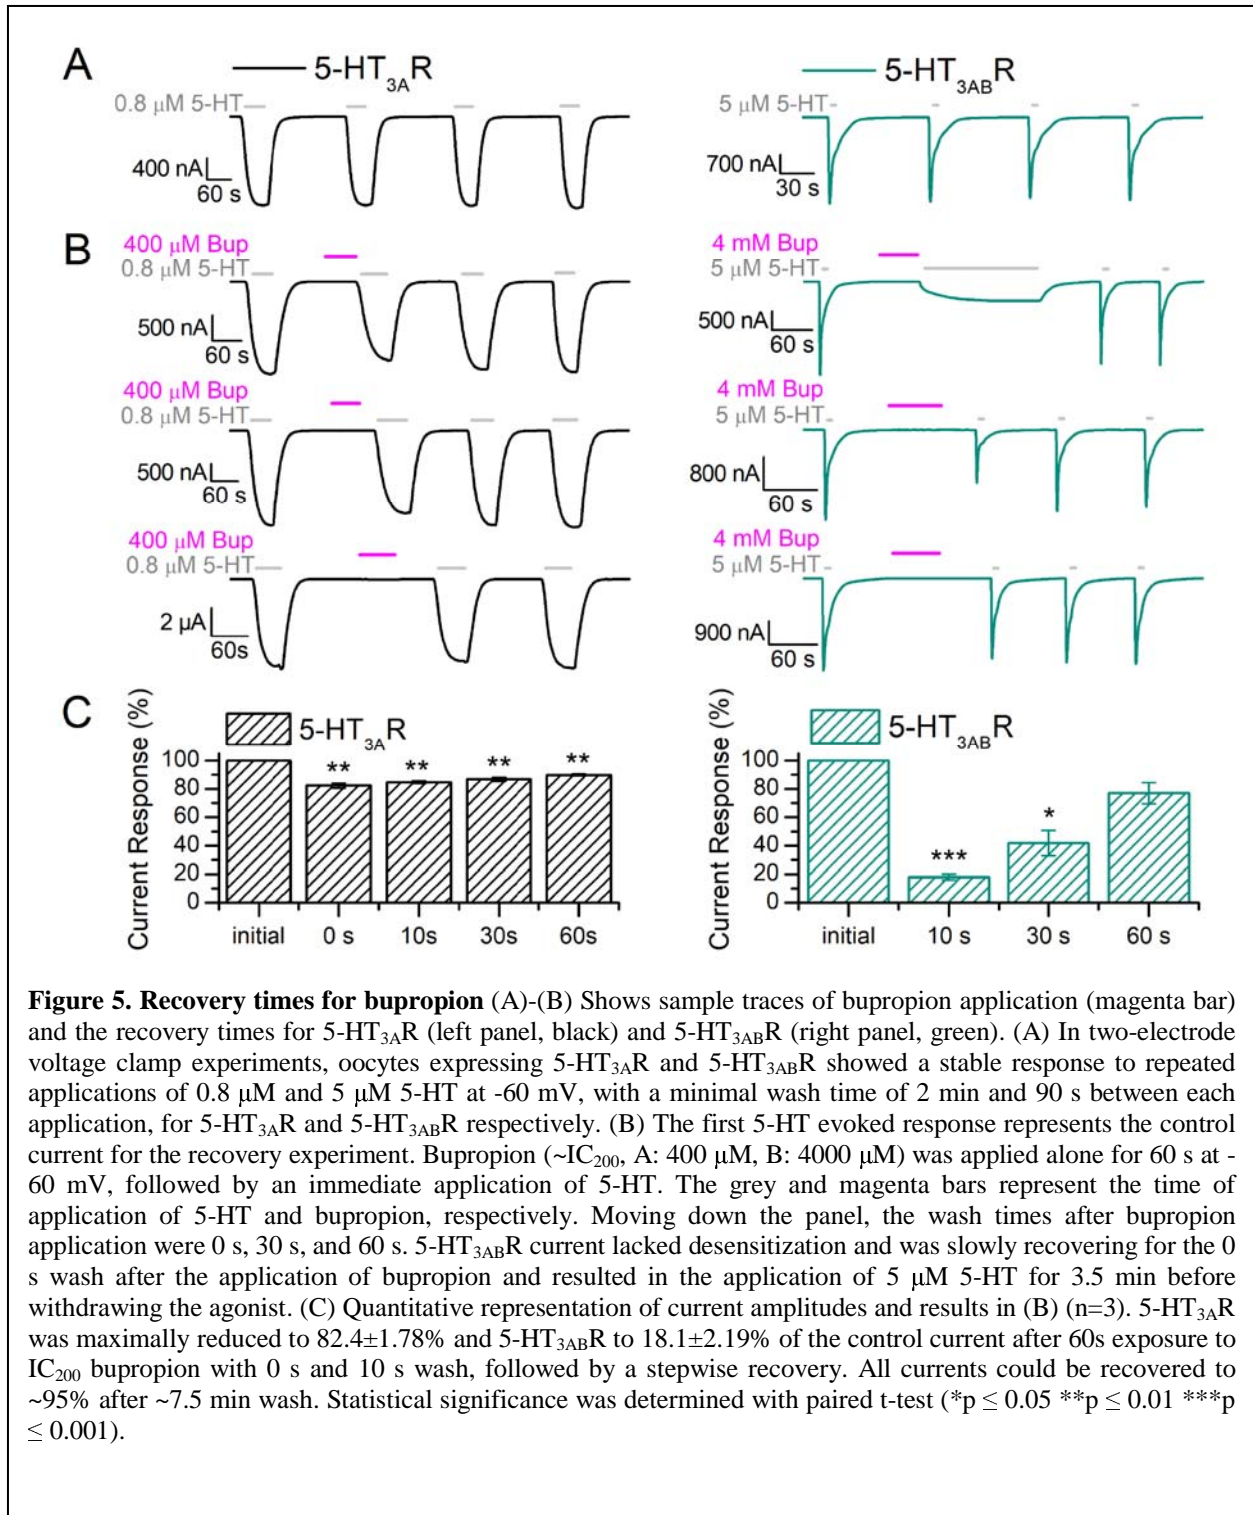 A
5-HT3AR
0.8 μM 5-HT
400 nA
60 s
5-HT3ABR
5 μM 5-HT
700 nA
30 s
B
400 μM Bup
0.8 μM 5-HT
500 nA
60 s
4 mM Bup
5 μM 5-HT
500 nA
60 s
400 μM Bup
0.8 μM 5-HT
500 nA
60 s
4 mM Bup
5 μM 5-HT
800 nA
60 s
400 μM Bup
0.8 μM 5-HT
2 μA
60s
4 mM Bup
5 μM 5-HT
900 nA
60 s
C
Current Response (%)
5-HT3AR
100
80
60
40
20
0
** ** ** **
initial 0 s 10s 30s 60s
Current Response (%)
5-HT3ABR
100
80
60
40
20
0
*** *
initial 10 s 30 s 60 s
Figure 5. Recovery times for bupropion (A)-(B) Shows sample traces of bupropion application (magenta bar)
and the recovery times for 5-HT3AR (left panel, black) and 5-HT3ABR (right panel, green). (A) In two-electrode
voltage clamp experiments, oocytes expressing 5-HT3AR and 5-HT3ABR showed a stable response to repeated
applications of 0.8 μM and 5 μM 5-HT at -60 mV, with a minimal wash time of 2 min and 90 s between each
application, for 5-HT3AR and 5-HT3ABR respectively. (B) The first 5-HT evoked response represents the control
current for the recovery experiment. Bupropion (~IC200, A: 400 μM, B: 4000 μM) was applied alone for 60 s at -
60 mV, followed by an immediate application of 5-HT. The grey and magenta bars represent the time of
application of 5-HT and bupropion, respectively. Moving down the panel, the wash times after bupropion
application were 0 s, 30 s, and 60 s. 5-HT3ABR current lacked desensitization and was slowly recovering for the 0
s wash after the application of bupropion and resulted in the application of 5 μM 5-HT for 3.5 min before
withdrawing the agonist. (C) Quantitative representation of current amplitudes and results in (B) (n=3). 5-HT3AR
was maximally reduced to 82.4±1.78% and 5-HT3ABR to 18.1±2.19% of the control current after 60s exposure to
IC200 bupropion with 0 s and 10 s wash, followed by a stepwise recovery. All currents could be recovered to
~95% after ~7.5 min wash. Statistical significance was determined with paired t-test (*p ≤ 0.05 **p ≤ 0.01 ***p
≤ 0.001).